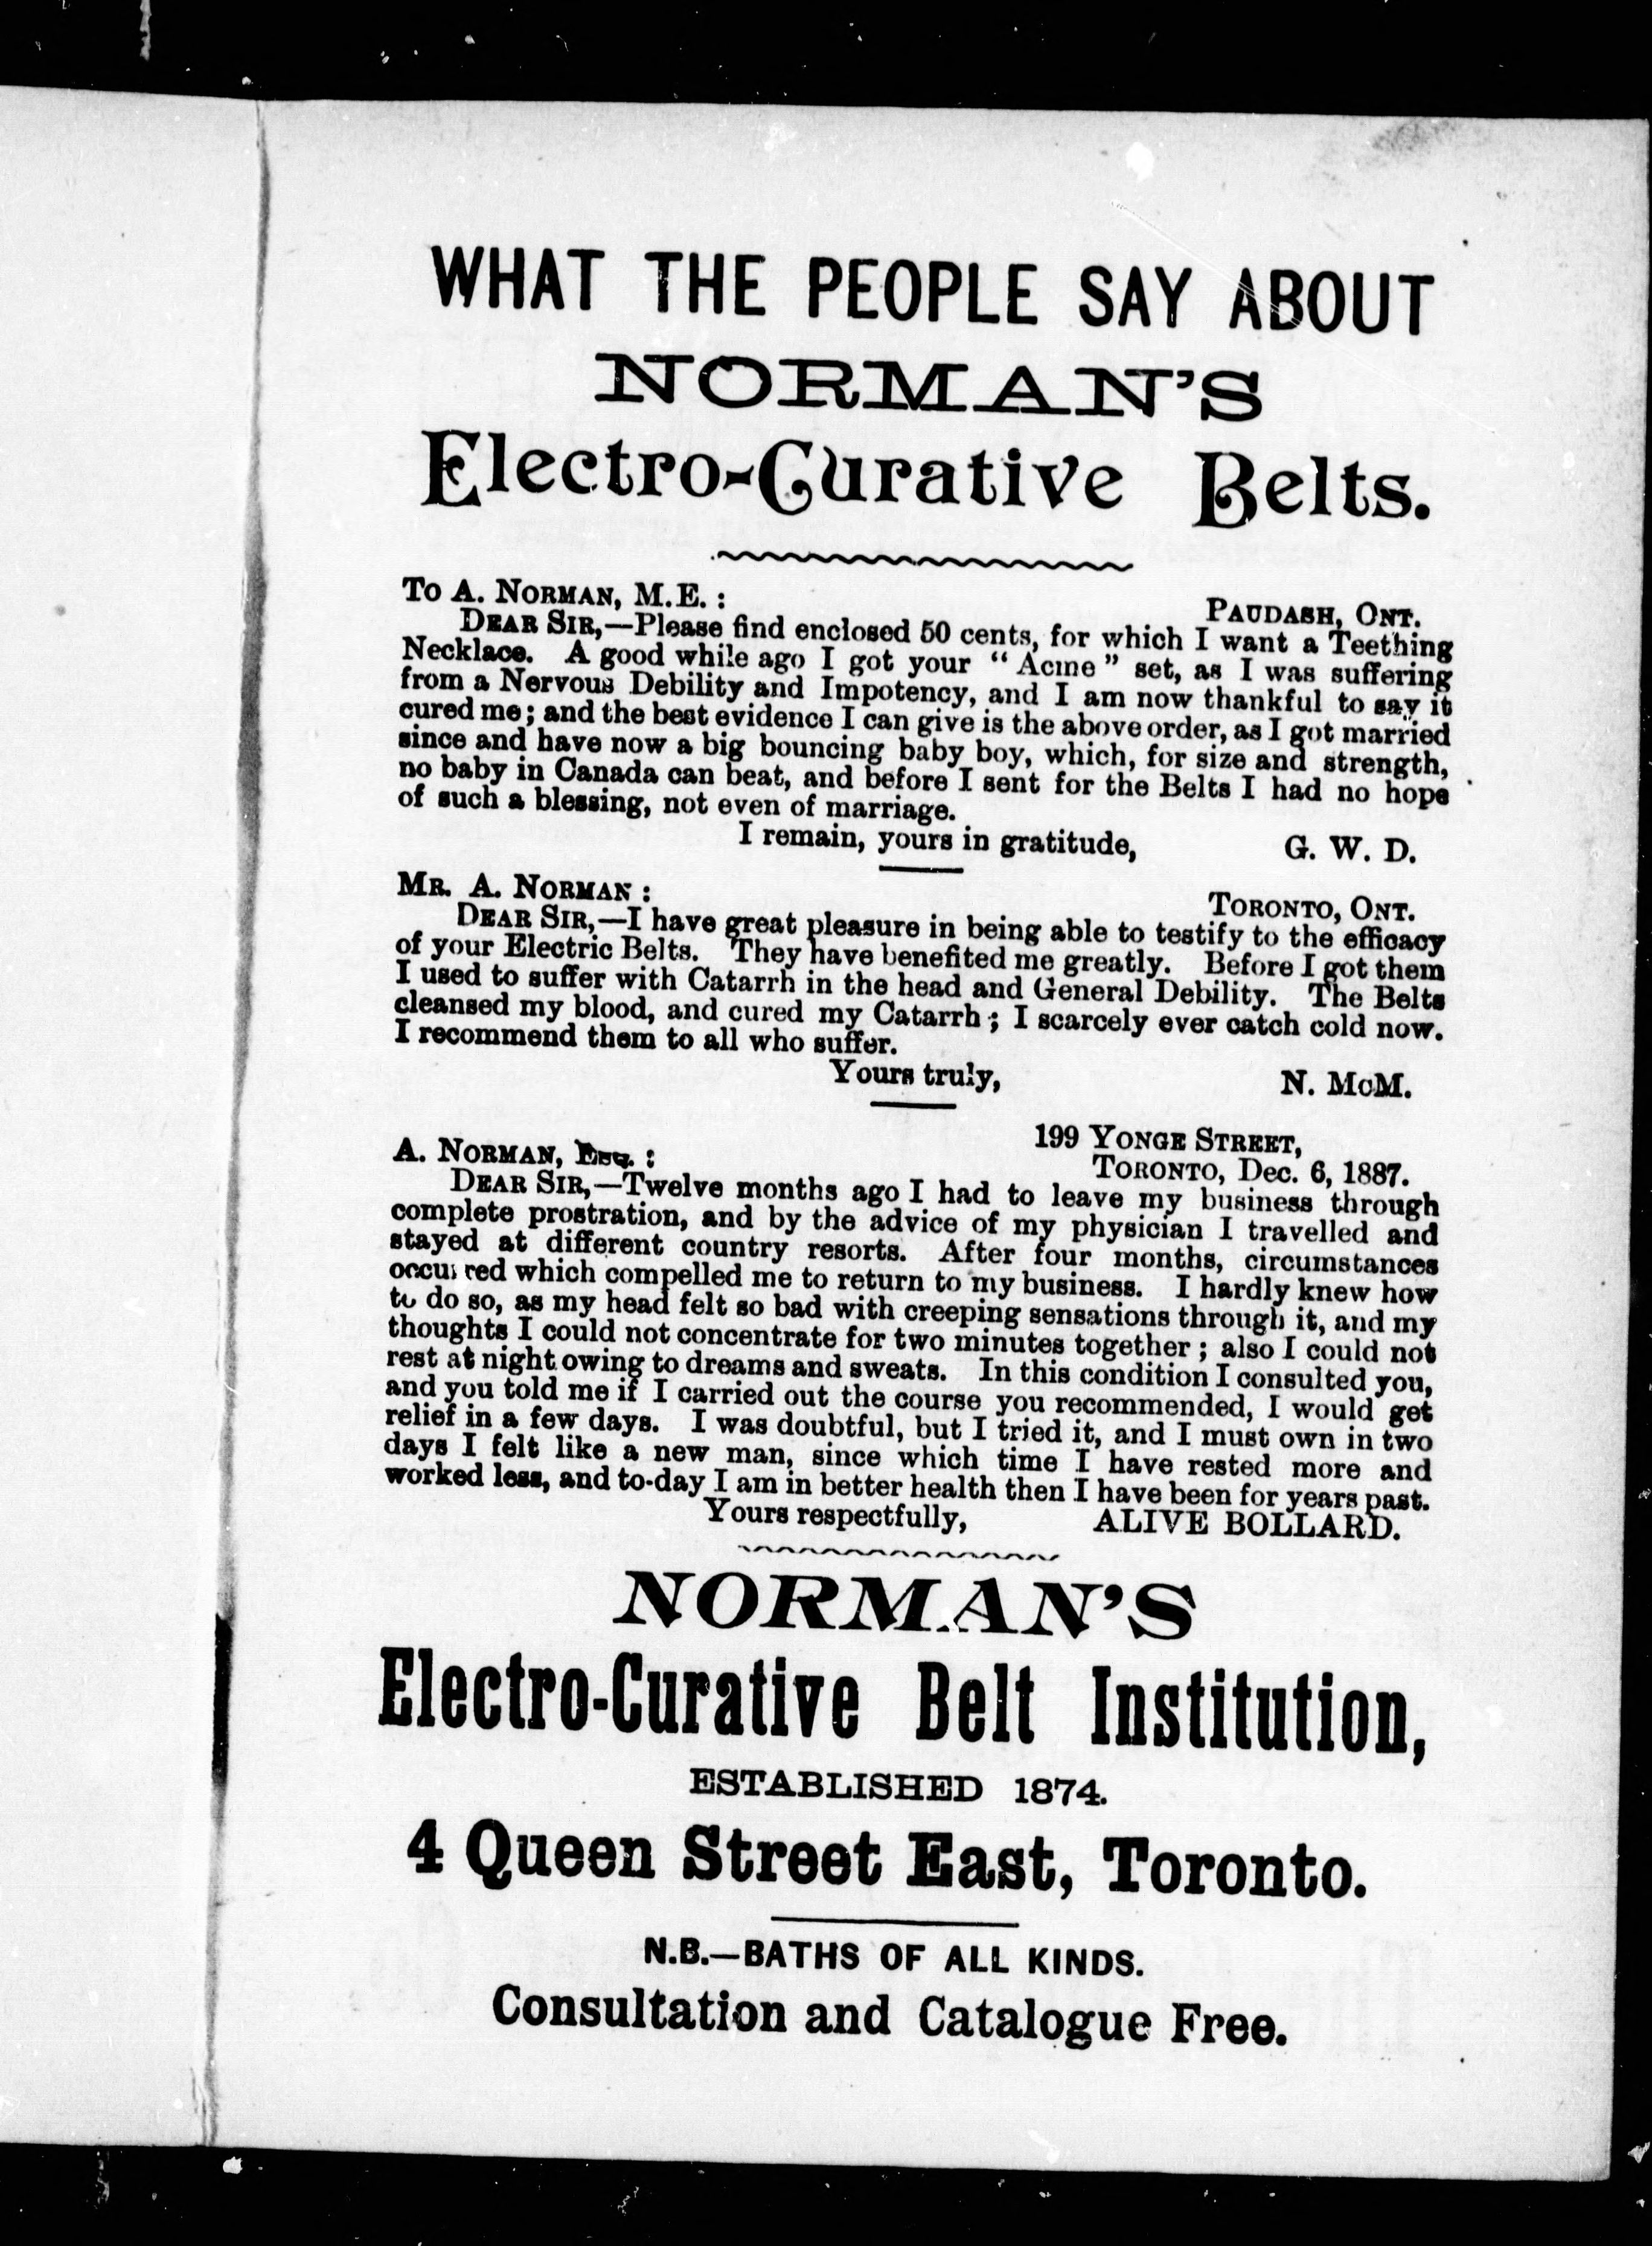 WHAT THE PEOPLE SAY ABOUT
NORMAN'S
Electro-Curative Belts.
To A. Norman, M.E. :
Paudash, Ont.
Dear Sir,—Please find enclosed 50 cents, for which I want a Teething
Necklace. A good while ago I got your "Acme" set, as I was suffering
from a Nervous Debility and Impotency, and I am now thankful to say it
cured me; and the best evidence I can give is the above order, as I got married
since and have now a big bouncing baby boy, which, for size and strength,
no baby in Canada can beat, and before I sent for the Belts I had no hope
of such a blessing, not even of marriage.
I remain, yours in gratitude, G. W. D.
Mr. A. Norman :
Toronto, Ont.
Dear Sir,—I have great pleasure in being able to testify to the efficacy
of your Electric Belts. They have benefited me greatly. Before I got them
I used to suffer with Catarrh in the head and General Debility. The Belts
cleansed my blood, and cured my Catarrh; I scarcely ever catch cold now.
I recommend them to all who suffer.
Yours truly, N. McM.
199 Yonge Street,
A. Norman, Esq. :
Toronto, Dec. 6, 1887.
Dear Sir,—Twelve months ago I had to leave my business through
complete prostration, and by the advice of my physician I travelled and
stayed at different country resorts. After four months, circumstances
occurred which compelled me to return to my business. I hardly knew how
to do so, as my head felt so bad with creeping sensations through it, and my
thoughts I could not concentrate for two minutes together; also I could not
rest at night owing to dreams and sweats. In this condition I consulted you,
and you told me if I carried out the course you recommended, I would get
relief in a few days. I was doubtful, but I tried it, and I must own in two
days I felt like a new man, since which time I have rested more and
worked less, and to-day I am in better health then I have been for years past.
Yours respectfully, ALIVE BOLLARD.
NORMAN'S
Electro-Curative Belt Institution,
ESTABLISHED 1874.
4 Queen Street East, Toronto.
N.B.—BATHS OF ALL KINDS.
Consultation and Catalogue Free.